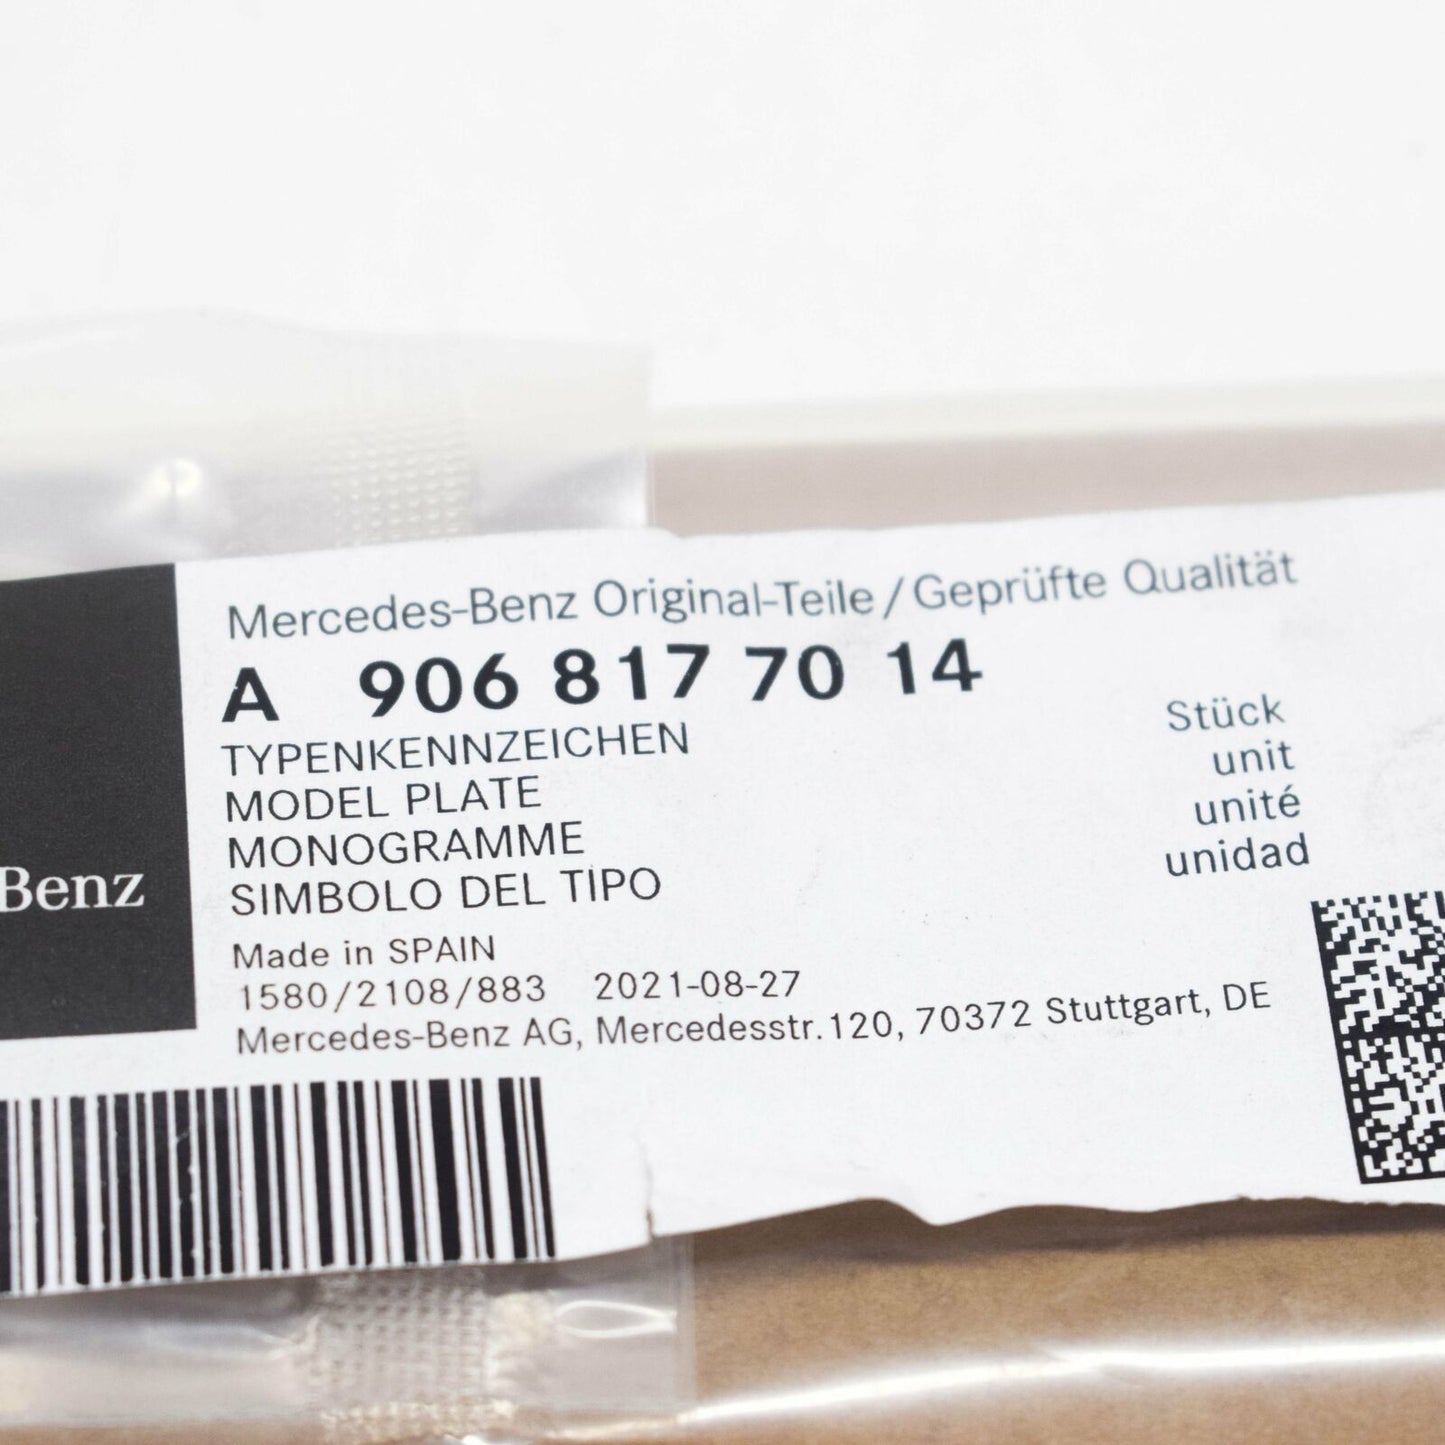 Mercedes-Benz Original-Teile / Geprüfte Qualität
A 906 817 70 14
TYPENKENNZEICHEN
MODEL PLATE
MONOGRAMME
SIMBOLO DEL TIPO
Stück
unit
unité
unidad
Benz
Made in SPAIN
1580/2108/883 2021-08-27
Mercedes-Benz AG, Mercedesstr. 120, 70372 Stuttgart, DE